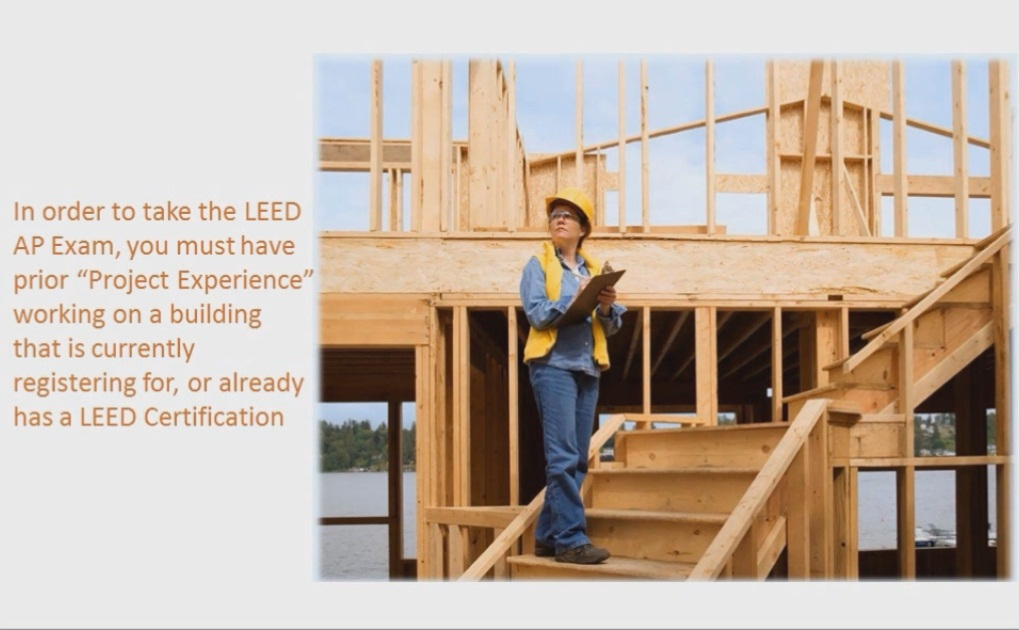 In order to take the LEED
AP Exam, you must have
prior “Project Experience”
working on a building
that is currently
registering for, or already
has a LEED Certification